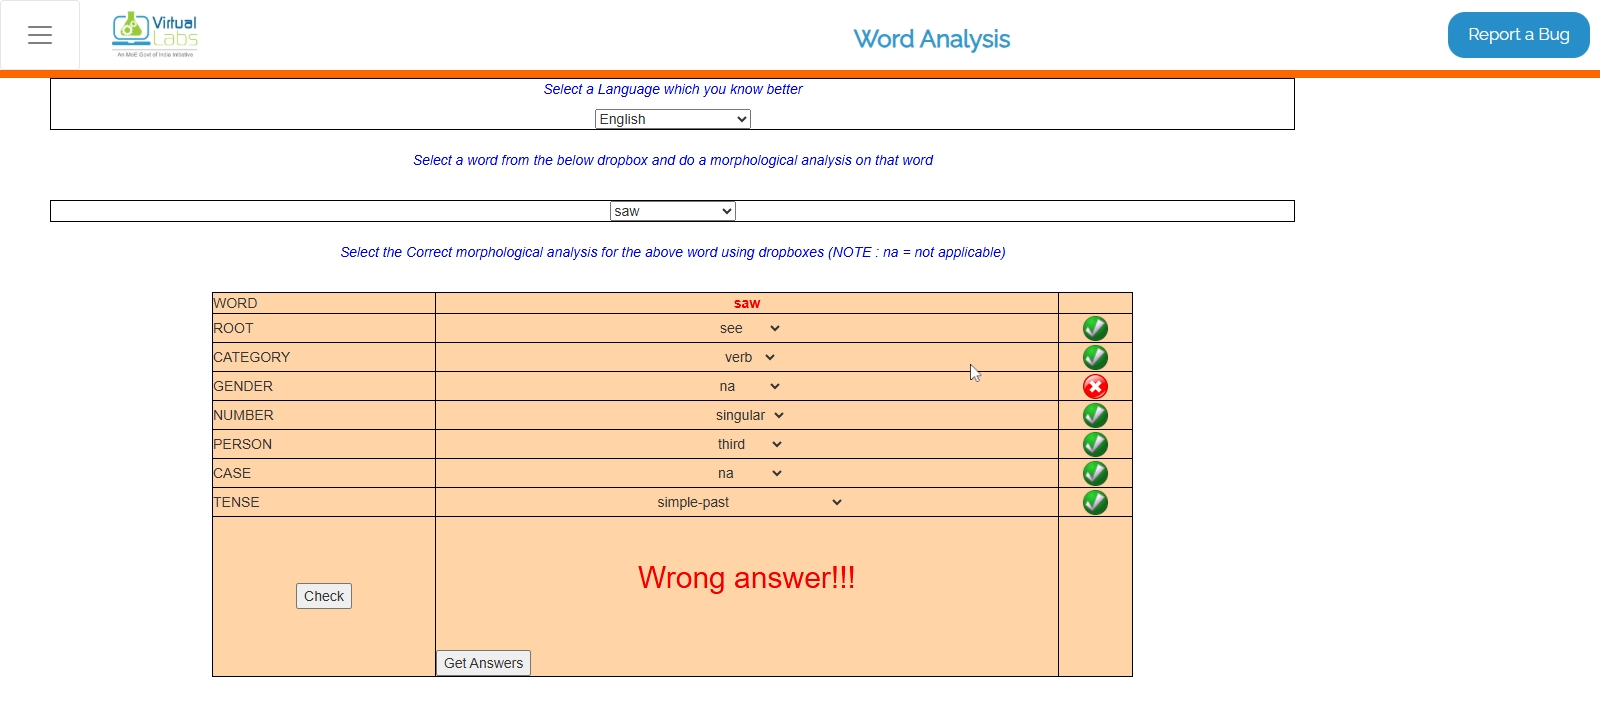 Virtual
Labs
An MoE Govt of India Initiative
Word Analysis
Report a Bug
Select a Language which you know better
English
Select a word from the below dropbox and do a morphological analysis on that word
saw
Select the Correct morphological analysis for the above word using dropboxes (NOTE : na = not applicable)
WORD saw
ROOT see
CATEGORY verb
GENDER na
NUMBER singular
PERSON third
CASE na
TENSE simple-past
Wrong answer!!!
Check
Get Answers